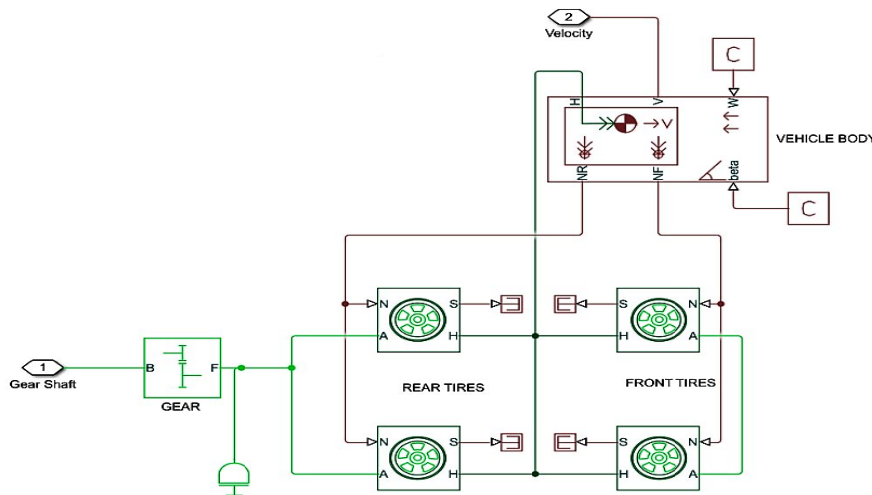 2
Velocity
C
H
V
W
V
VEHICLE BODY
NR
NF
beta
C
N
S
S
N
A
H
H
A
1
Gear Shaft
B
F
GEAR
REAR TIRES
FRONT TIRES
N
S
S
N
A
H
H
A